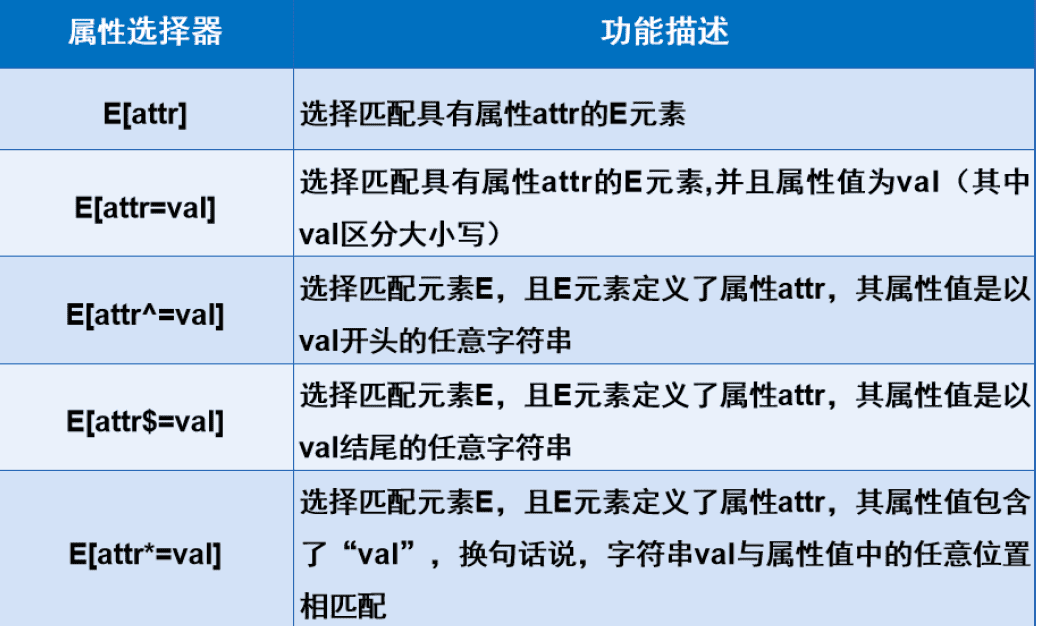 属性选择器
功能描述
E[attr]
选择匹配具有属性attr的E元素
E[attr=val]
选择匹配具有属性attr的E元素,并且属性值为val（其中
val区分大小写）
E[attr^=val]
选择匹配元素E，且E元素定义了属性attr，其属性值是以
val开头的任意字符串
E[attr$=val]
选择匹配元素E，且E元素定义了属性attr，其属性值是以
val结尾的任意字符串
E[attr*=val]
选择匹配元素E，且E元素定义了属性attr，其属性值包含
了“val”，换句话说，字符串val与属性值中的任意位置
相匹配